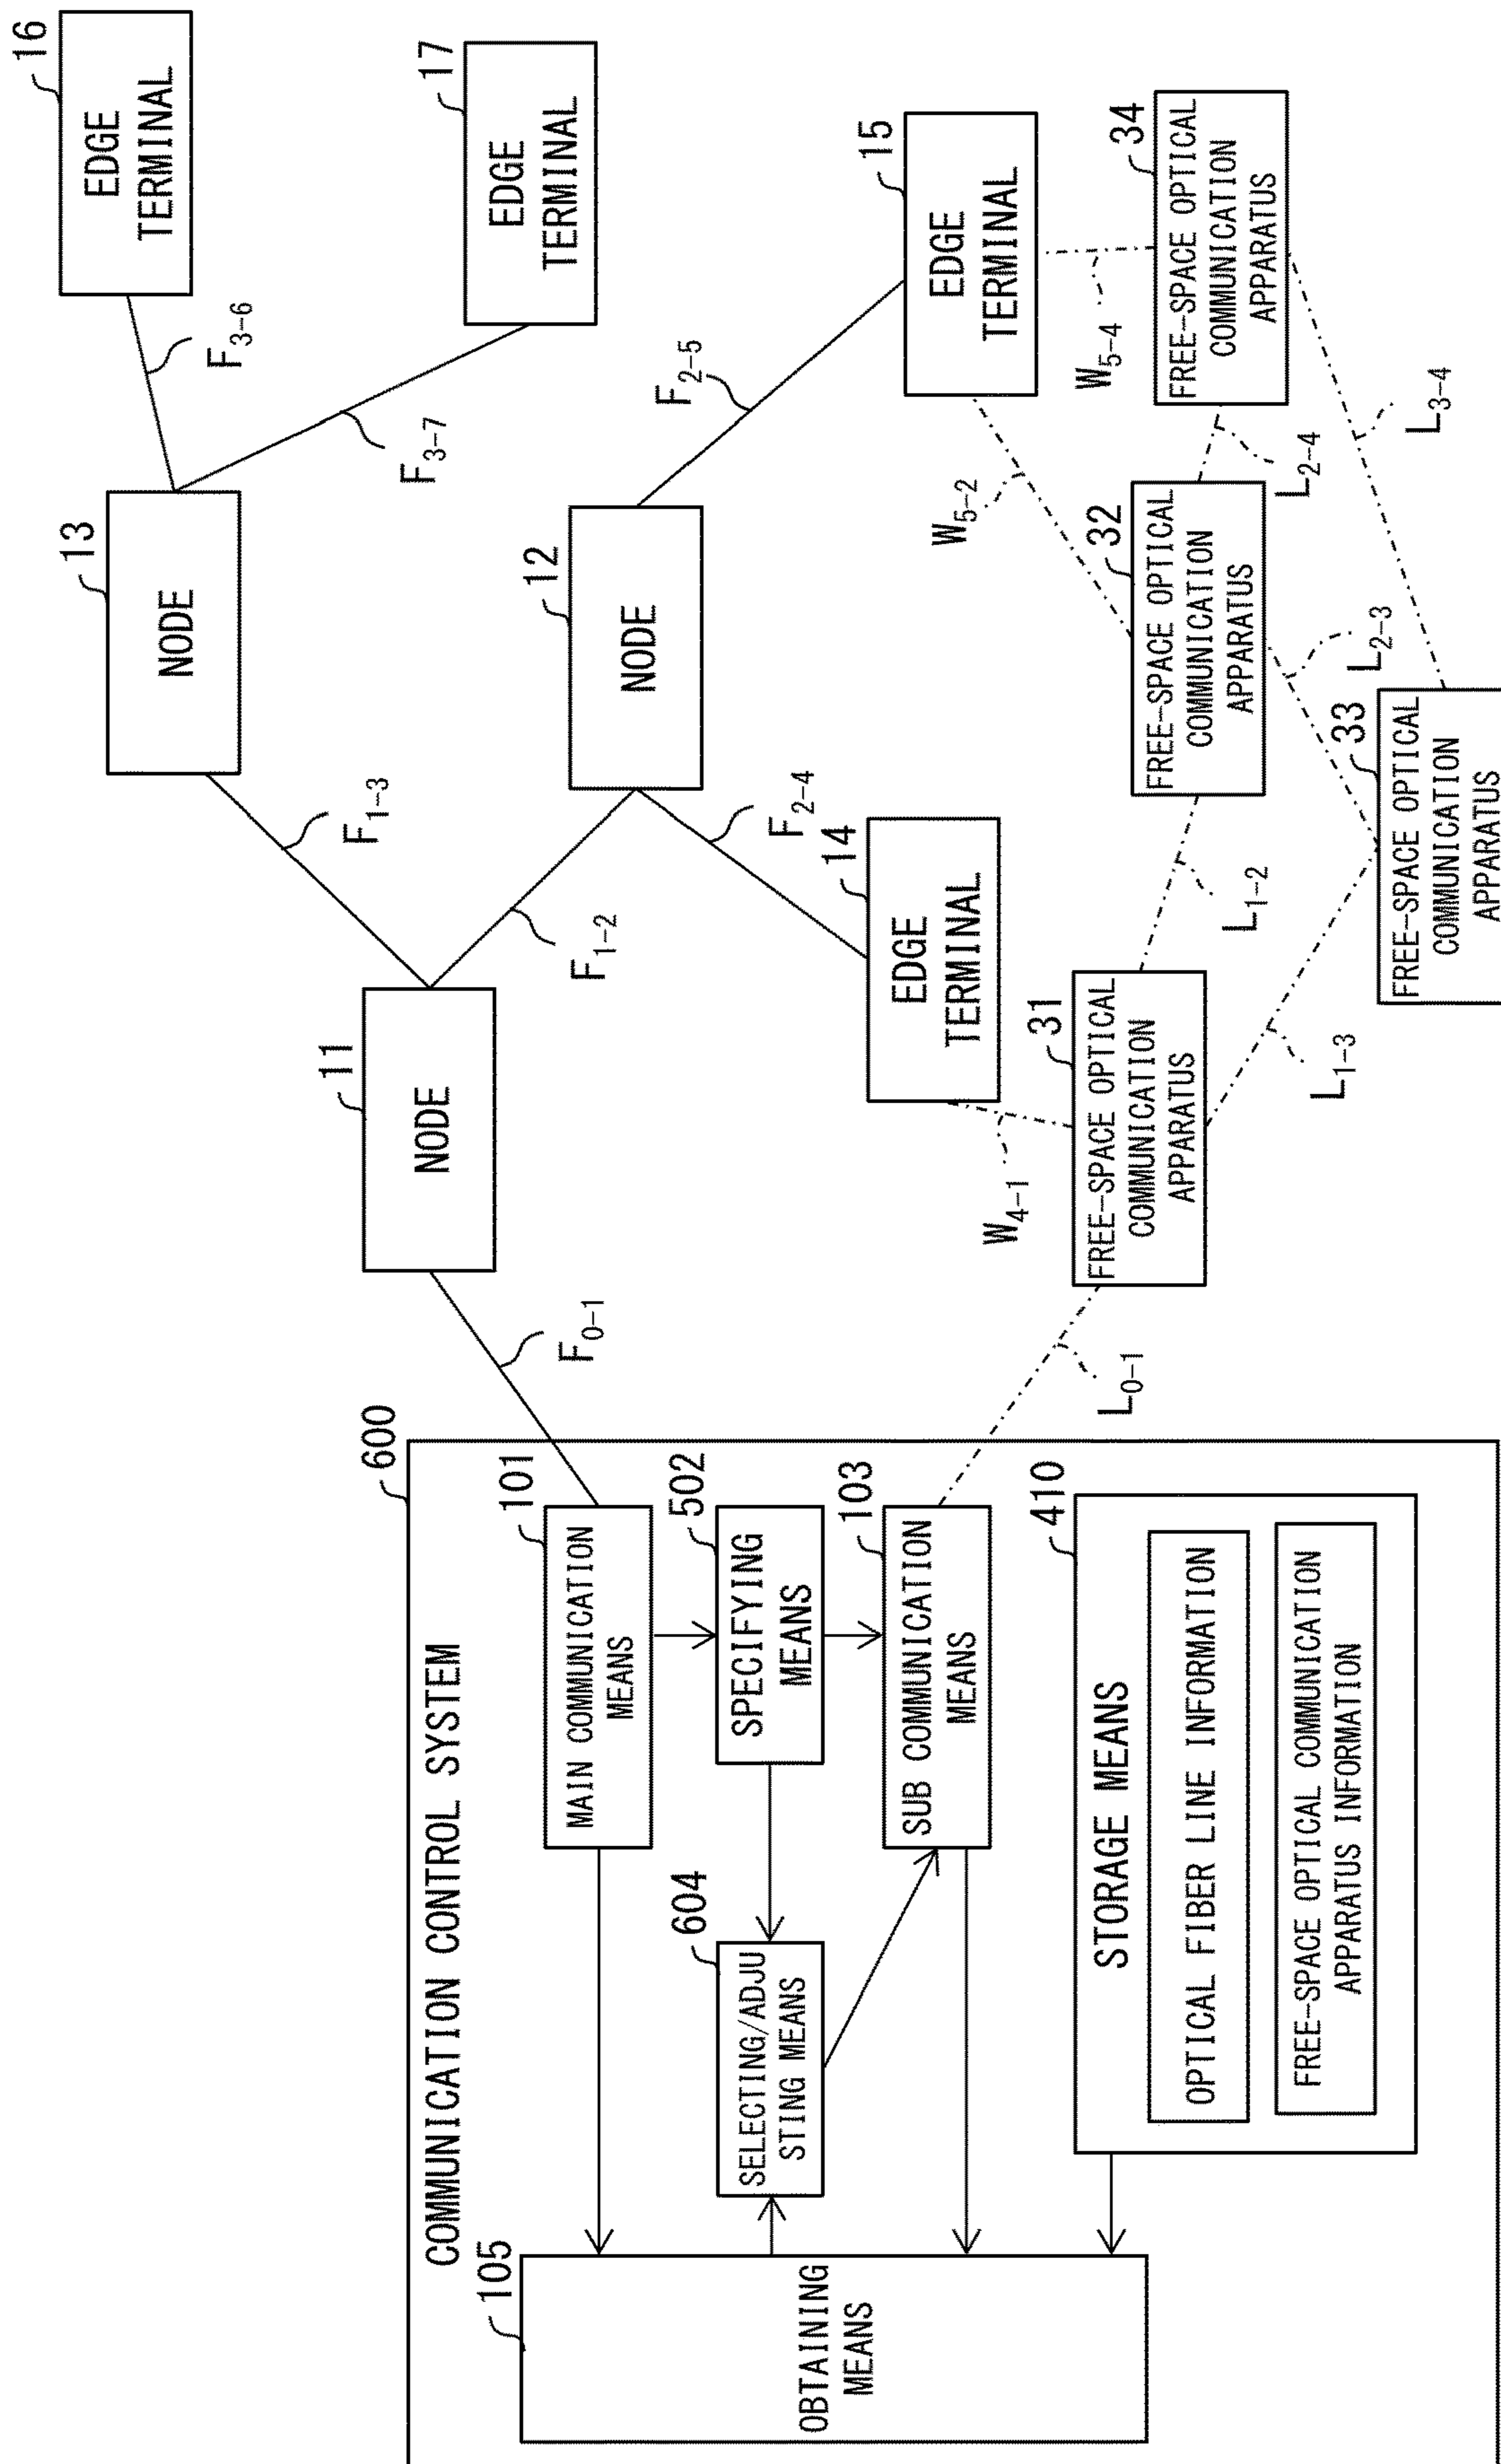 COMMUNICATION CONTROL SYSTEM
600
105
OBTAINING
MEANS
101
MAIN COMMUNICATION
MEANS
502
SPECIFYING
MEANS
604
SELECTING/ADJU
STING MEANS
103
SUB COMMUNICATION
MEANS
410
STORAGE MEANS
OPTICAL FIBER LINE INFORMATION
FREE-SPACE OPTICAL COMMUNICATION
APPARATUS INFORMATION
F0-1
L0-1
11
NODE
F1-3
F1-2
13
NODE
12
NODE
F3-6
F3-7
16
EDGE
TERMINAL
17
EDGE
TERMINAL
F2-4
F2-5
14
EDGE
TERMINAL
15
EDGE
TERMINAL
W4-1
W5-2
W5-4
31
FREE-SPACE OPTICAL
COMMUNICATION
APPARATUS
32
FREE-SPACE OPTICAL
COMMUNICATION
APPARATUS
34
FREE-SPACE OPTICAL
COMMUNICATION
APPARATUS
33
FREE-SPACE OPTICAL
COMMUNICATION
APPARATUS
L1-2
L1-3
L2-3
L2-4
L3-4